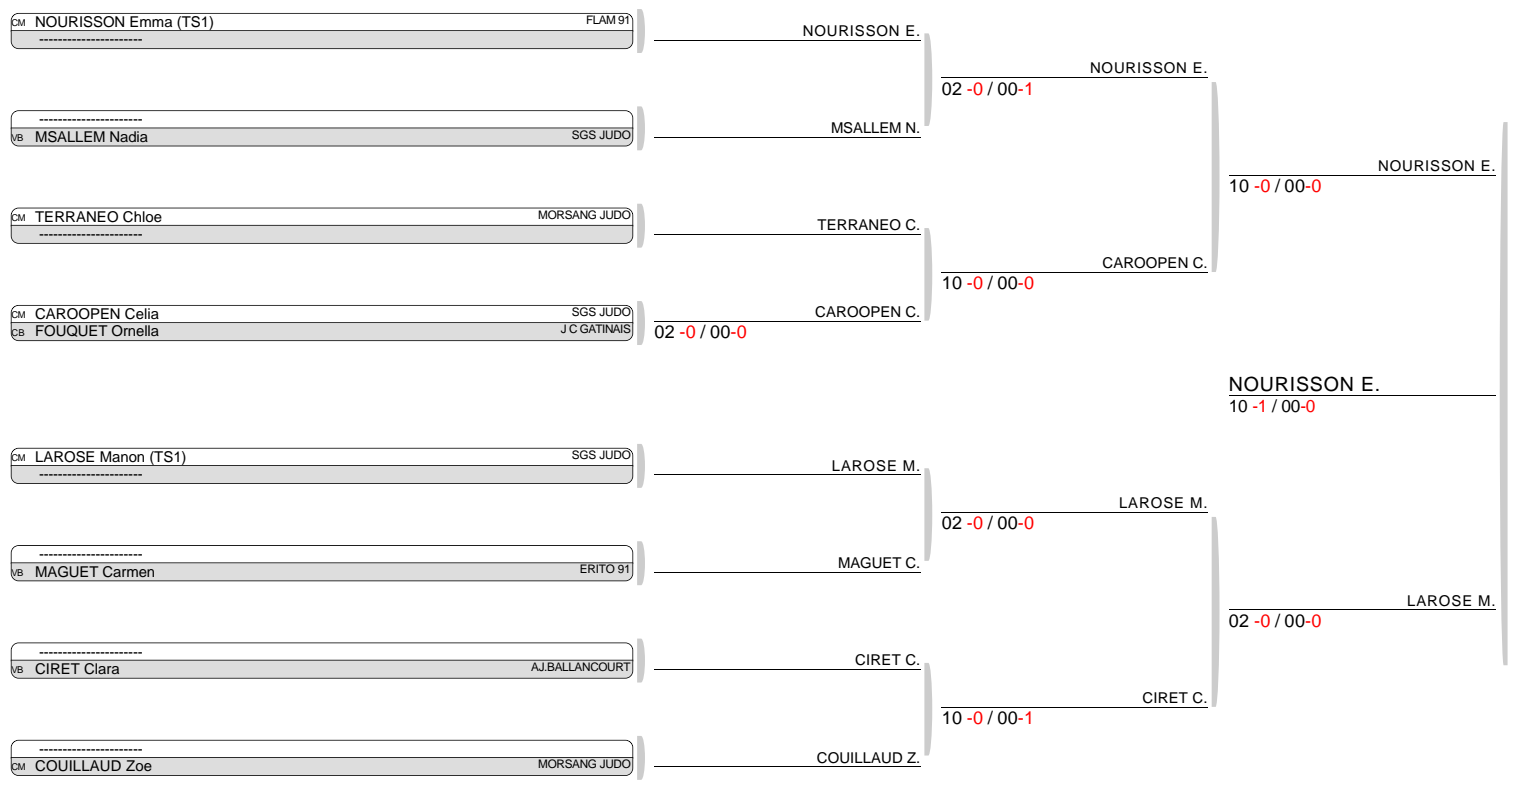 CM NOURISSON Emma (TS1) FLAM 91
----------------------
----------------------
VB MSALLEM Nadia SGS JUDO
CM TERRANEO Chloe MORSANG JUDO
----------------------
CM CAROOPEN Celia SGS JUDO
CB FOUQUET Ornella J C GATINAIS
CM LAROSE Manon (TS1) SGS JUDO
----------------------
----------------------
VB MAGUET Carmen ERITO 91
----------------------
VB CIRET Clara A.J.BALLANCOURT
----------------------
CM COUILLAUD Zoe MORSANG JUDO
NOURISSON E.
MSALLEM N.
TERRANEO C.
CAROOPEN C.
02 -0 / 00-0
LAROSE M.
MAGUET C.
CIRET C.
COUILLAUD Z.
NOURISSON E.
02 -0 / 00-1
CAROOPEN C.
10 -0 / 00-0
LAROSE M.
02 -0 / 00-0
CIRET C.
10 -0 / 00-1
NOURISSON E.
10 -0 / 00-0
NOURISSON E.
10 -1 / 00-0
LAROSE M.
02 -0 / 00-0